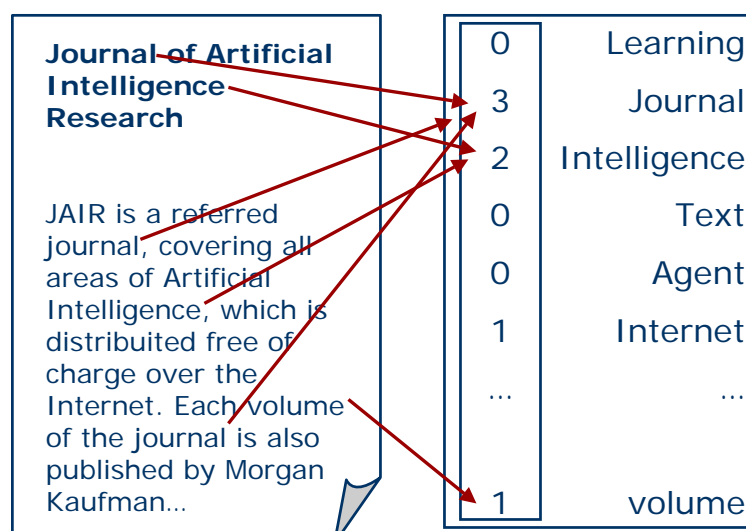 Journal of Artificial
Intelligence
Research
JAIR is a referred
journal, covering all
areas of Artificial
Intelligence, which is
distribuited free of
charge over the
Internet. Each volume
of the journal is also
published by Morgan
Kaufman...
0 Learning
3 Journal
2 Intelligence
0 Text
0 Agent
1 Internet
... ...
1 volume